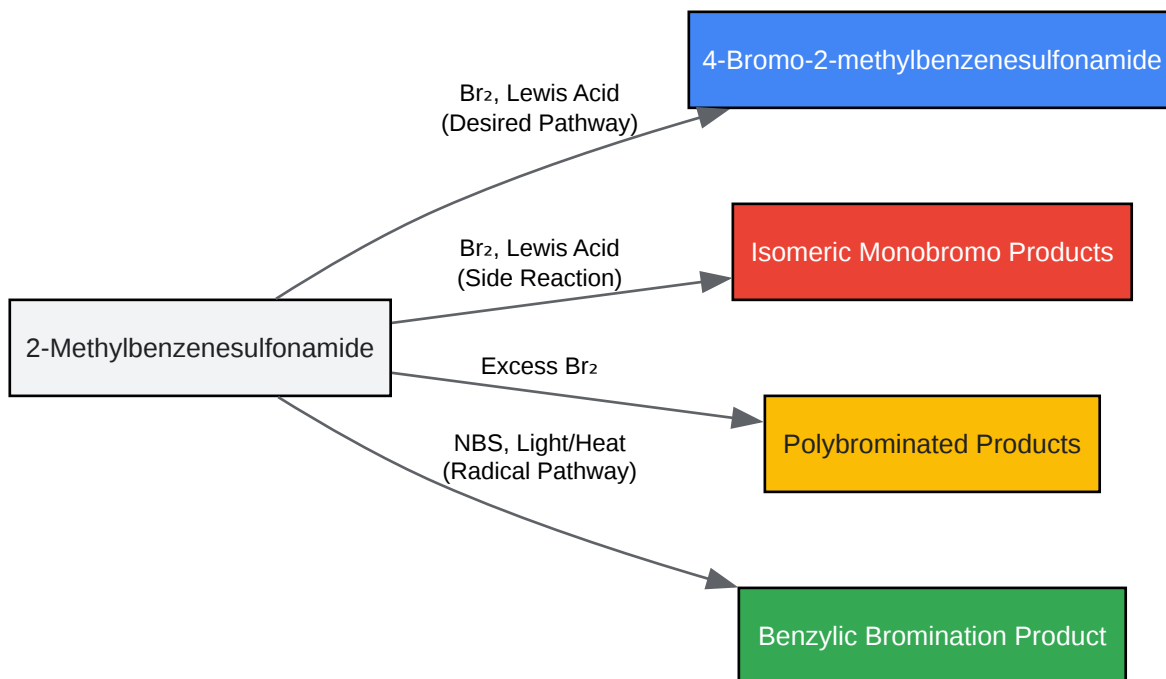 4-Bromo-2-methylbenzenesulfonamide
Br₂, Lewis Acid
(Desired Pathway)
Isomeric Monobromo Products
Br₂, Lewis Acid
(Side Reaction)
2-Methylbenzenesulfonamide
Excess Br₂
Polybrominated Products
NBS, Light/Heat
(Radical Pathway)
Benzylic Bromination Product